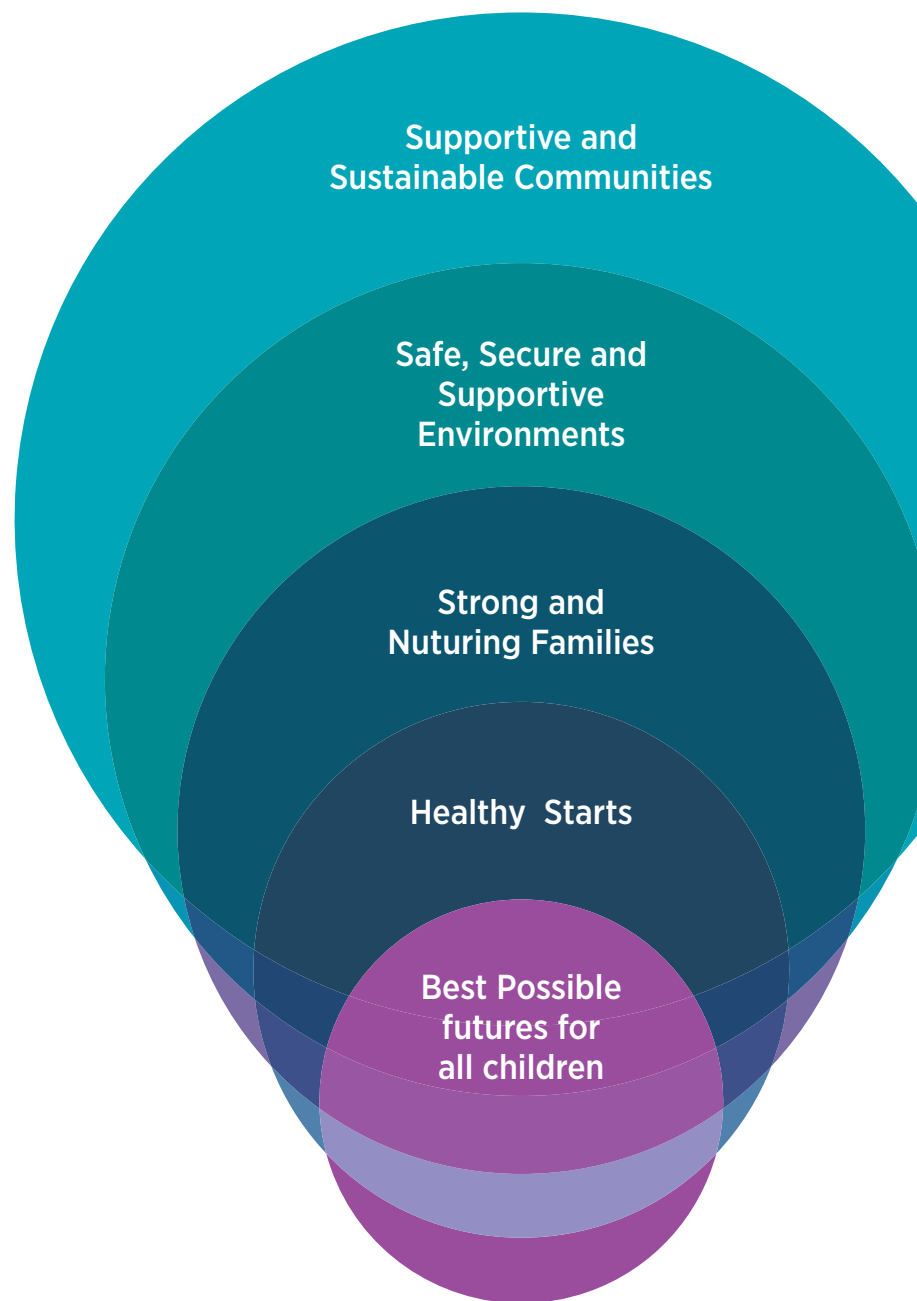 Supportive and
Sustainable Communities
Safe, Secure and
Supportive
Environments
Strong and
Nuturing Families
Healthy  Starts
Best Possible
futures for
all children